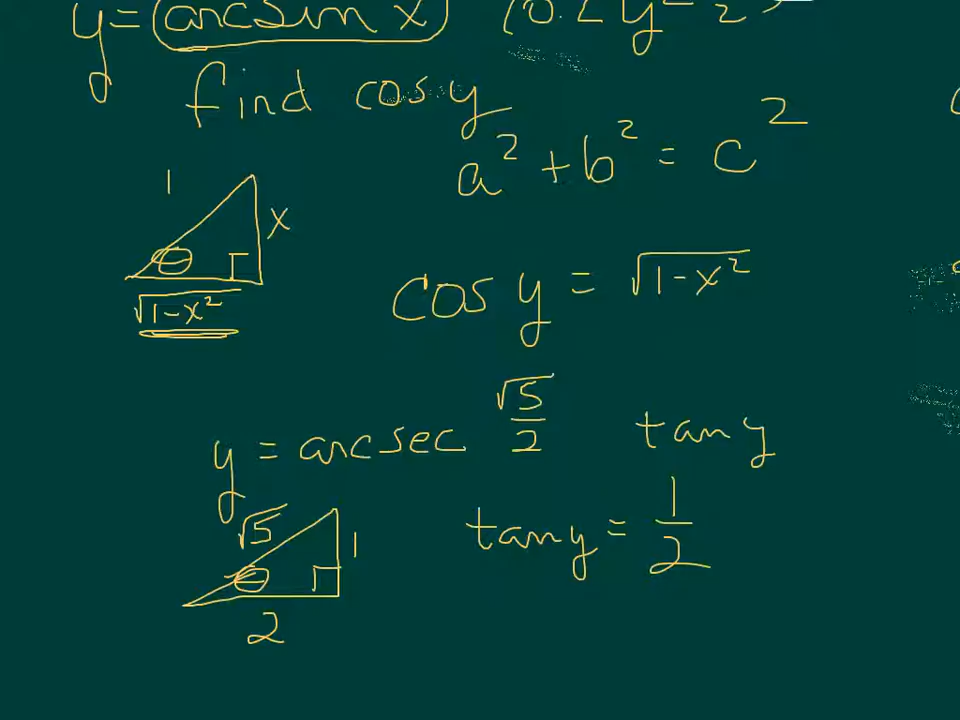 y = arcsin x (0. < y = 2)
find cos y
a² + b² = c²
1
x
θ
√1-x²
cos y = √1-x²
y = arcsec √5/2 tan y
√5
1
θ
2
tan y = 1/2